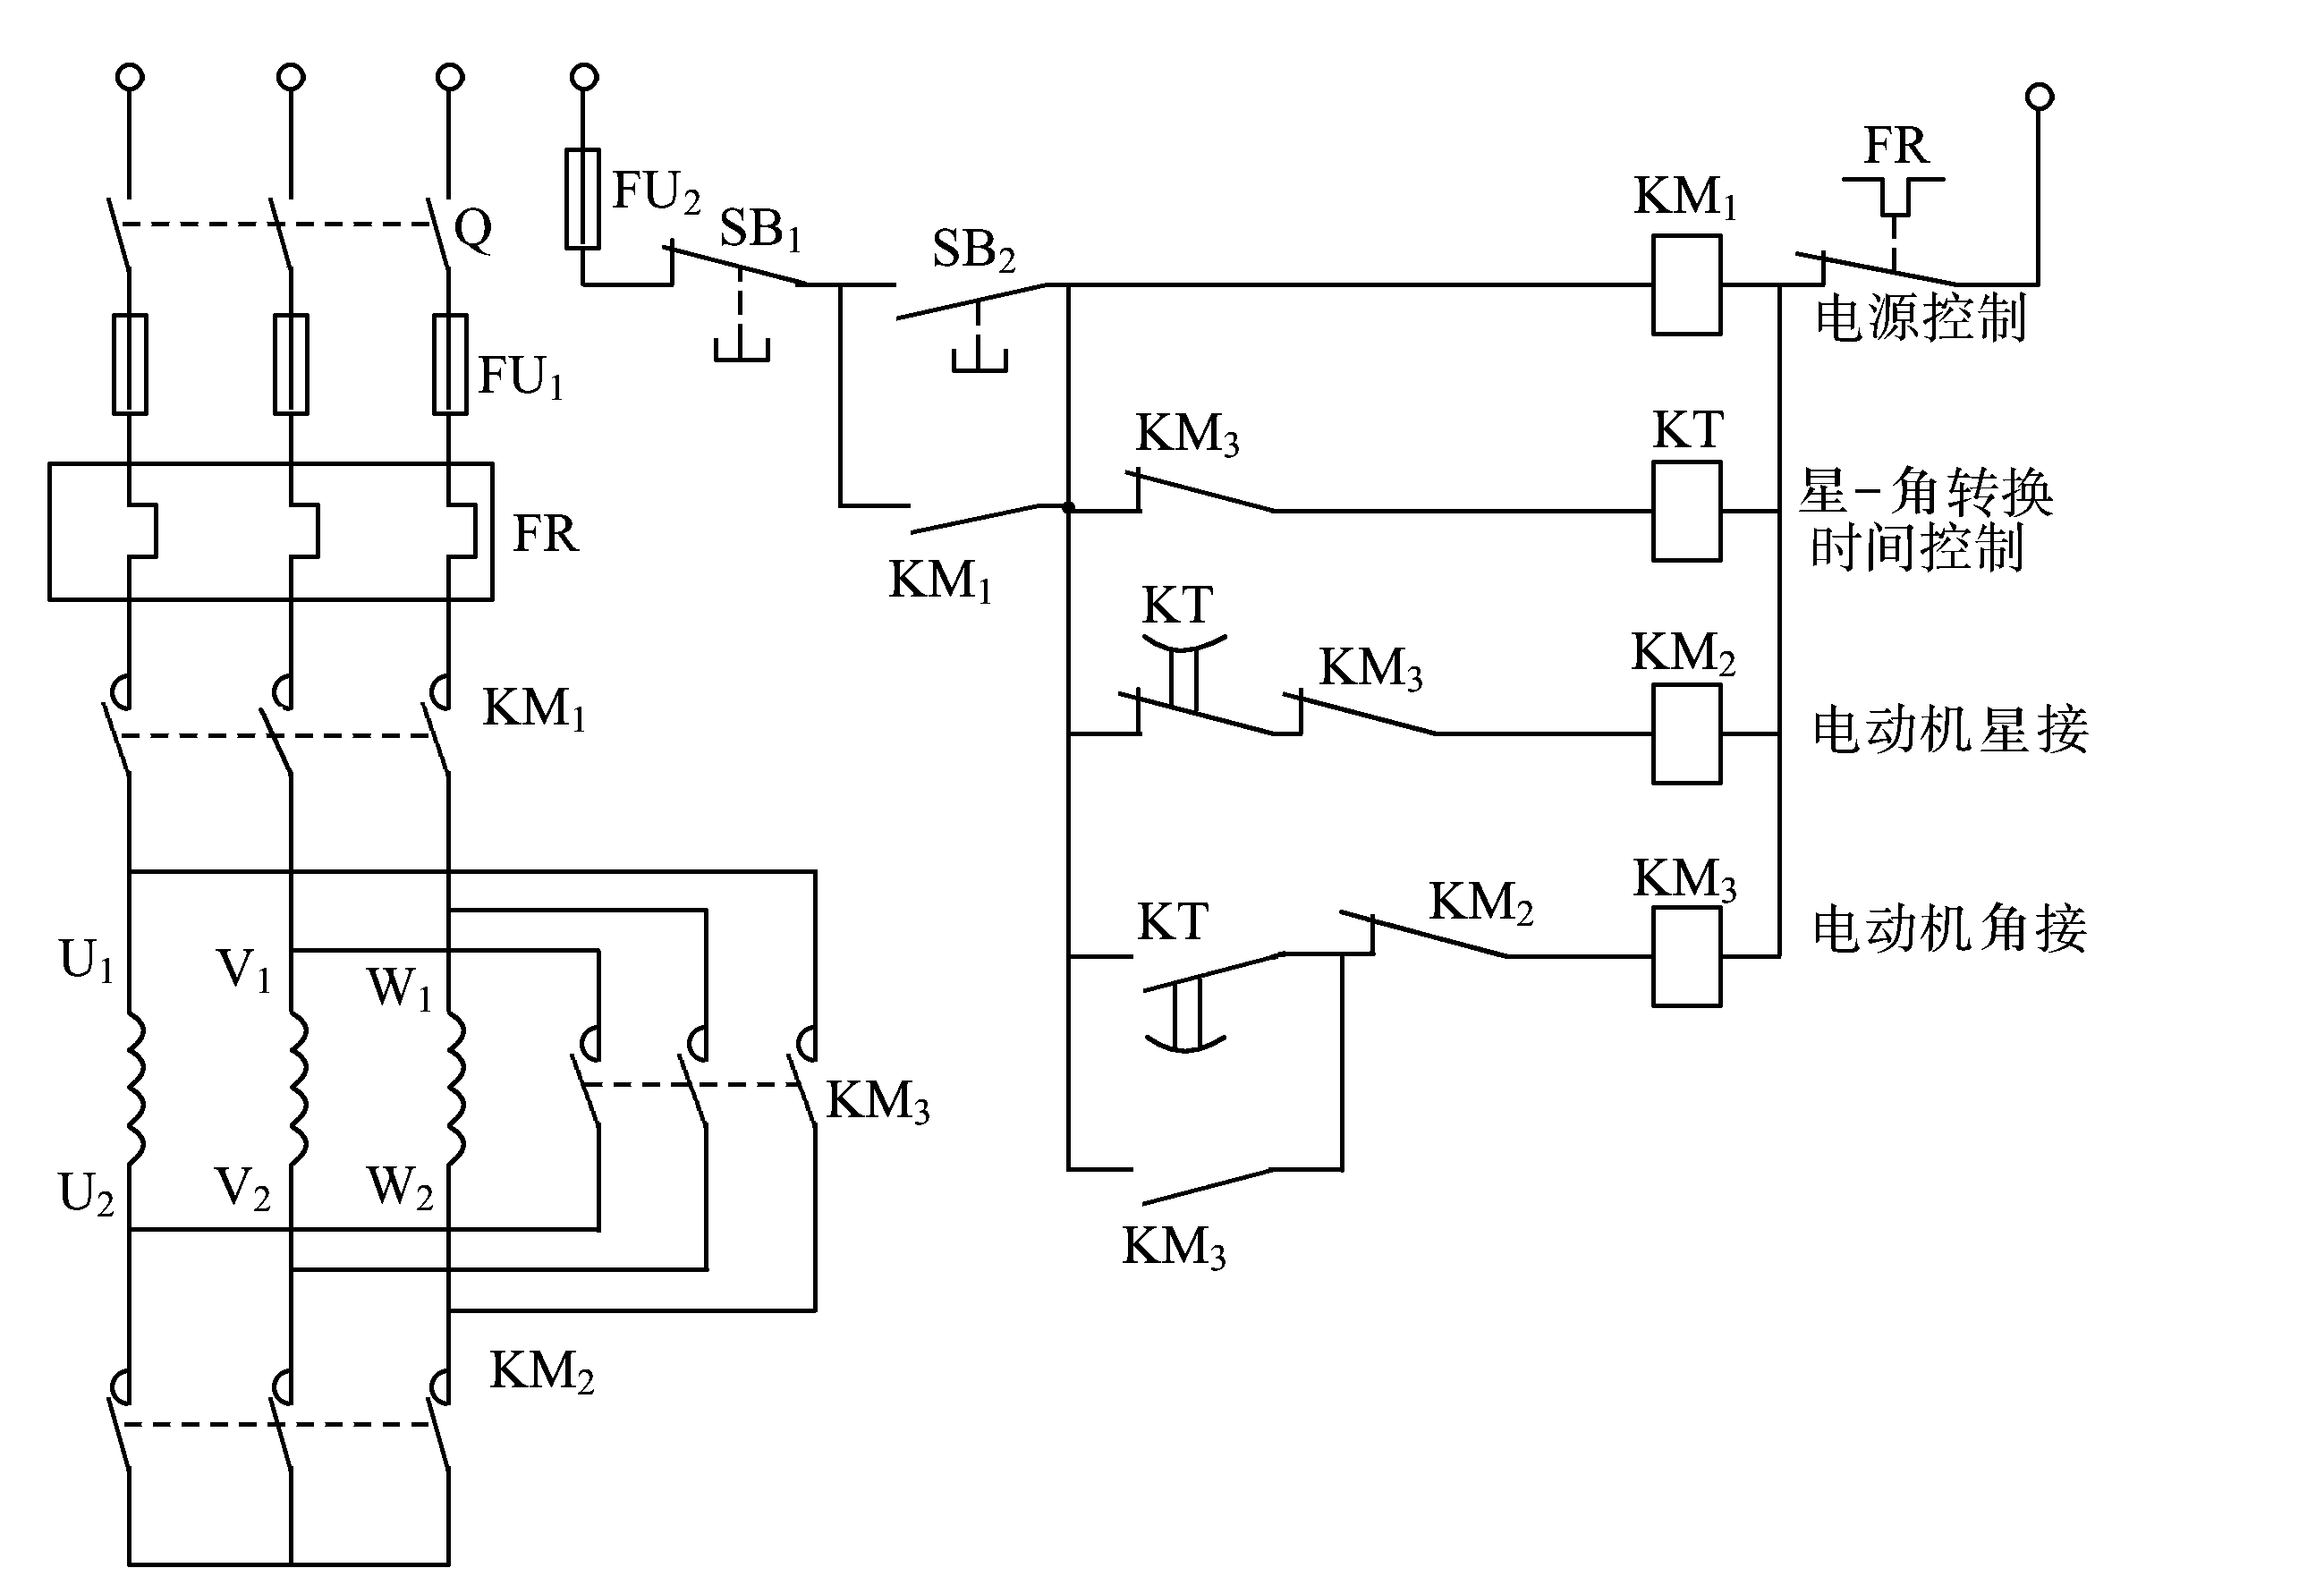 FU₂
SB₁
SB₂
KM₁
FR
Q
电源控制
FU₁
KM₃
KT
星-角转换
时间控制
FR
KM₁
KT
KM₃
KM₂
KM₁
电动机星接
KT
KM₂
KM₃
电动机角接
U₁
V₁
W₁
KM₃
U₂
V₂
W₂
KM₃
KM₂